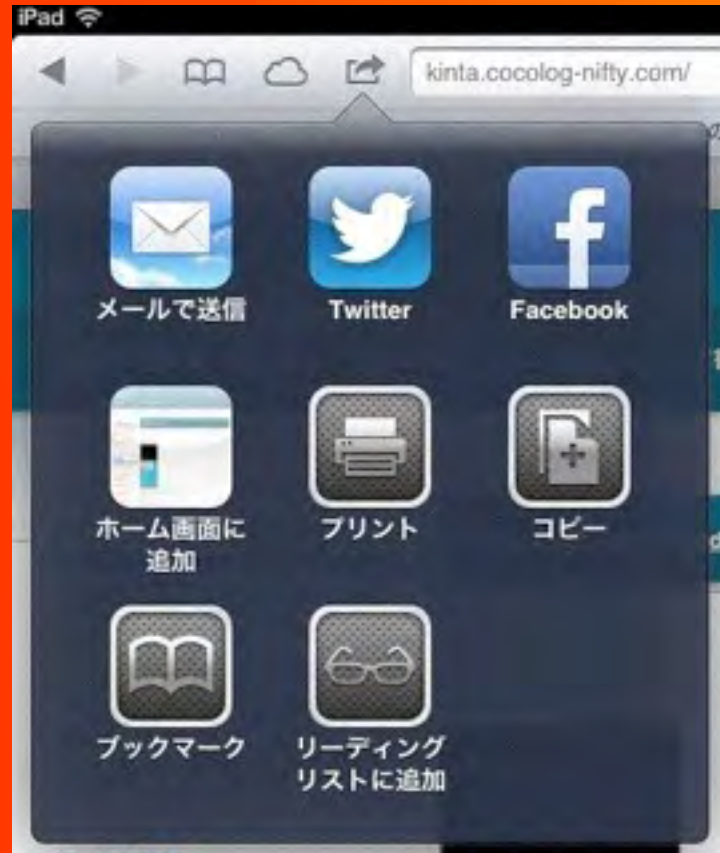 iPad
kinta.cocolog-nifty.com/
メールで送信
Twitter
Facebook
ホーム画面に
追加
プリント
コピー
ブックマーク
リーディング
リストに追加